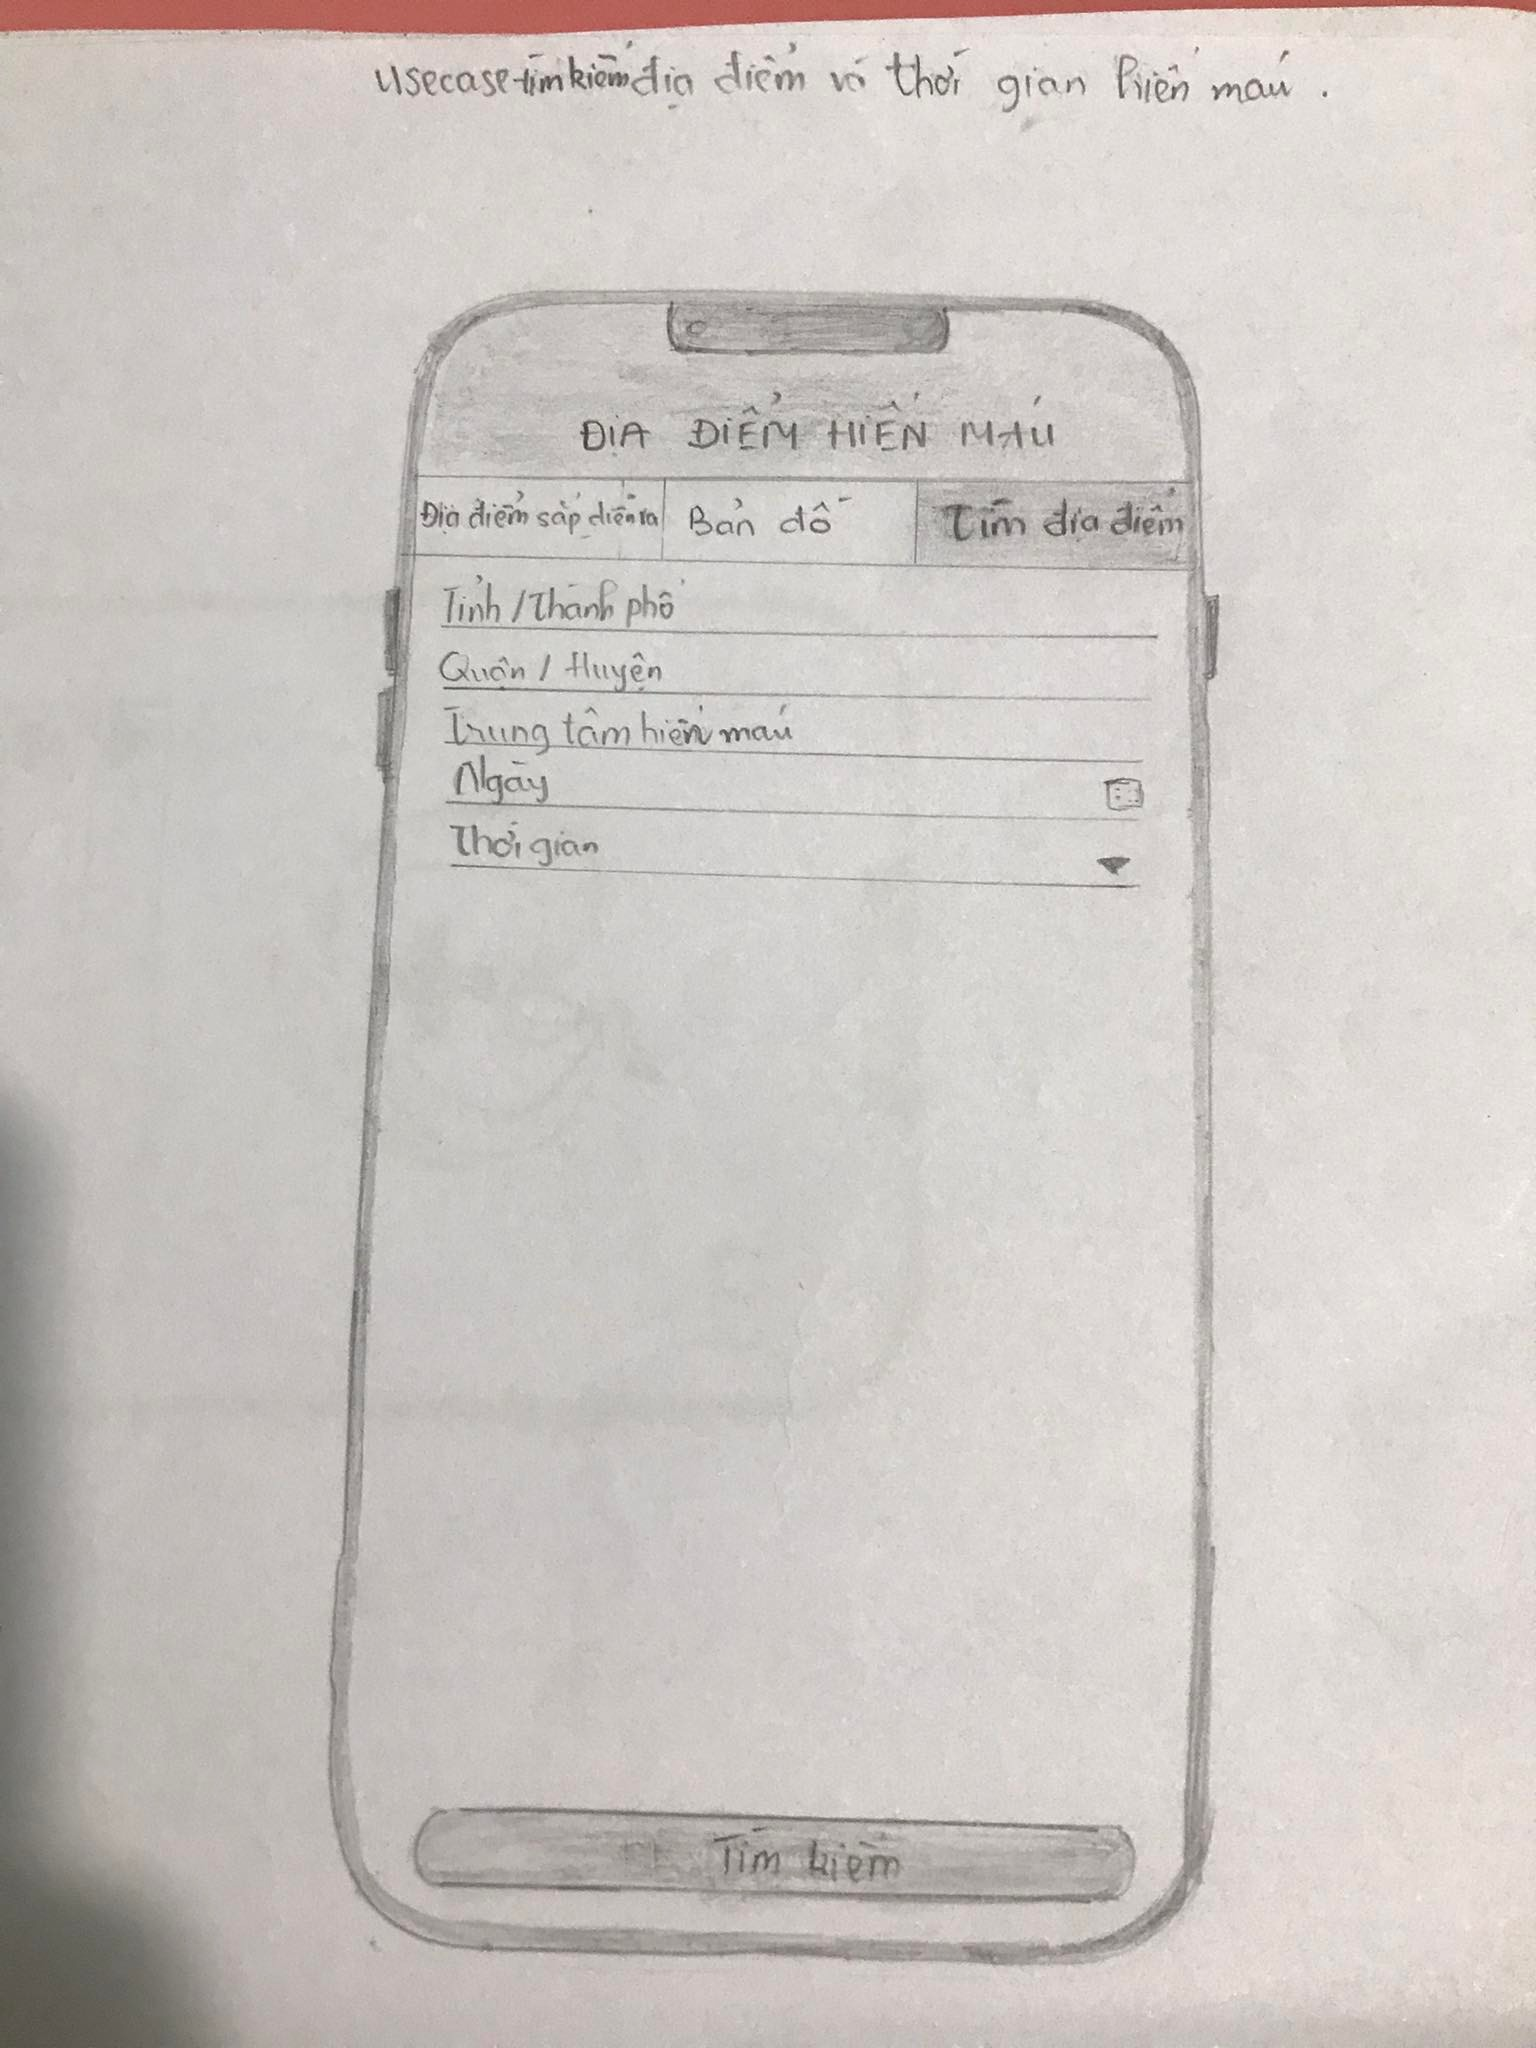 usecase tìm kiếm địa điểm và thời gian hiến máu.
ĐỊA ĐIỂM HIẾN MÁU
Địa điểm sắp diễn ra
Bản đồ
Tìm địa điểm
Tỉnh / Thành phố
Quận / Huyện
Trung tâm hiến máu
Ngày
Thời gian
Tìm kiếm